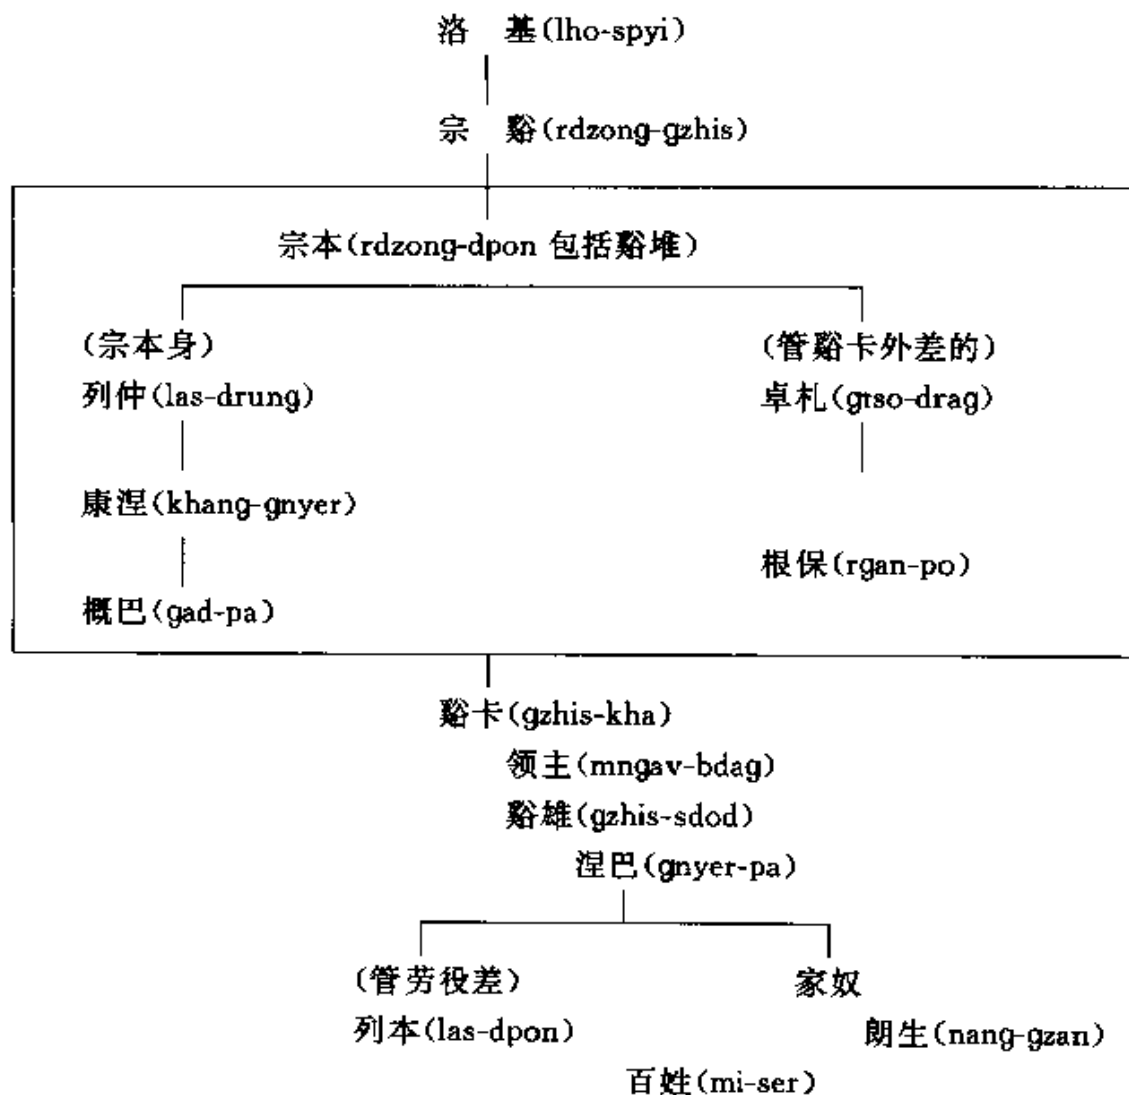 洛 基(lho-spyi)
宗 谿(rdzong-gzhis)
宗本(rdzong-dpon 包括谿堆)
(宗本身) (管谿卡外差的)
列仲(las-drung) 卓札(gtso-drag)
康涅(khang-gnyer)
根保(rgan-po)
概巴(gad-pa)
谿卡(gzhis-kha)
领主(mngav-bdag)
谿雄(gzhis-sdod)
涅巴(gnyer-pa)
(管劳役差) 家奴
列本(las-dpon) 朗生(nang-gzan)
百姓(mi-ser)